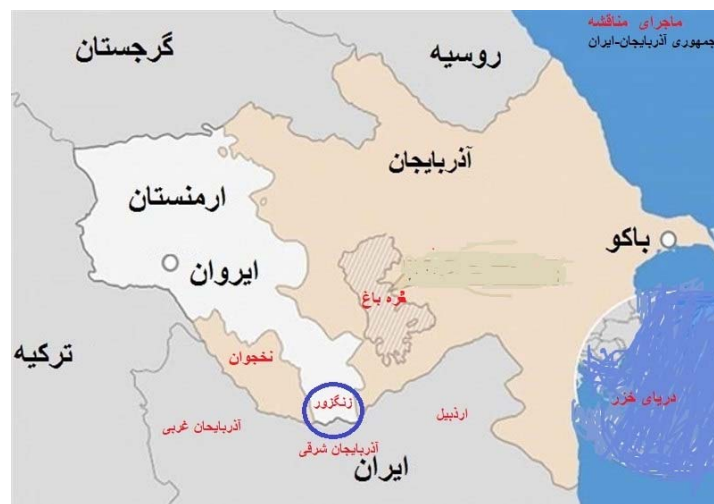 ماجرای مناقشه
جمهوری آذربایجان-ایران
گرجستان
روسیه
آذربایجان
ارمنستان
باکو
ایروان
قره باغ
نخجوان
ترکیه
زنگزور
دریای خزر
اردبیل
آذربایجان غربی
آذربایجان شرقی
ایران